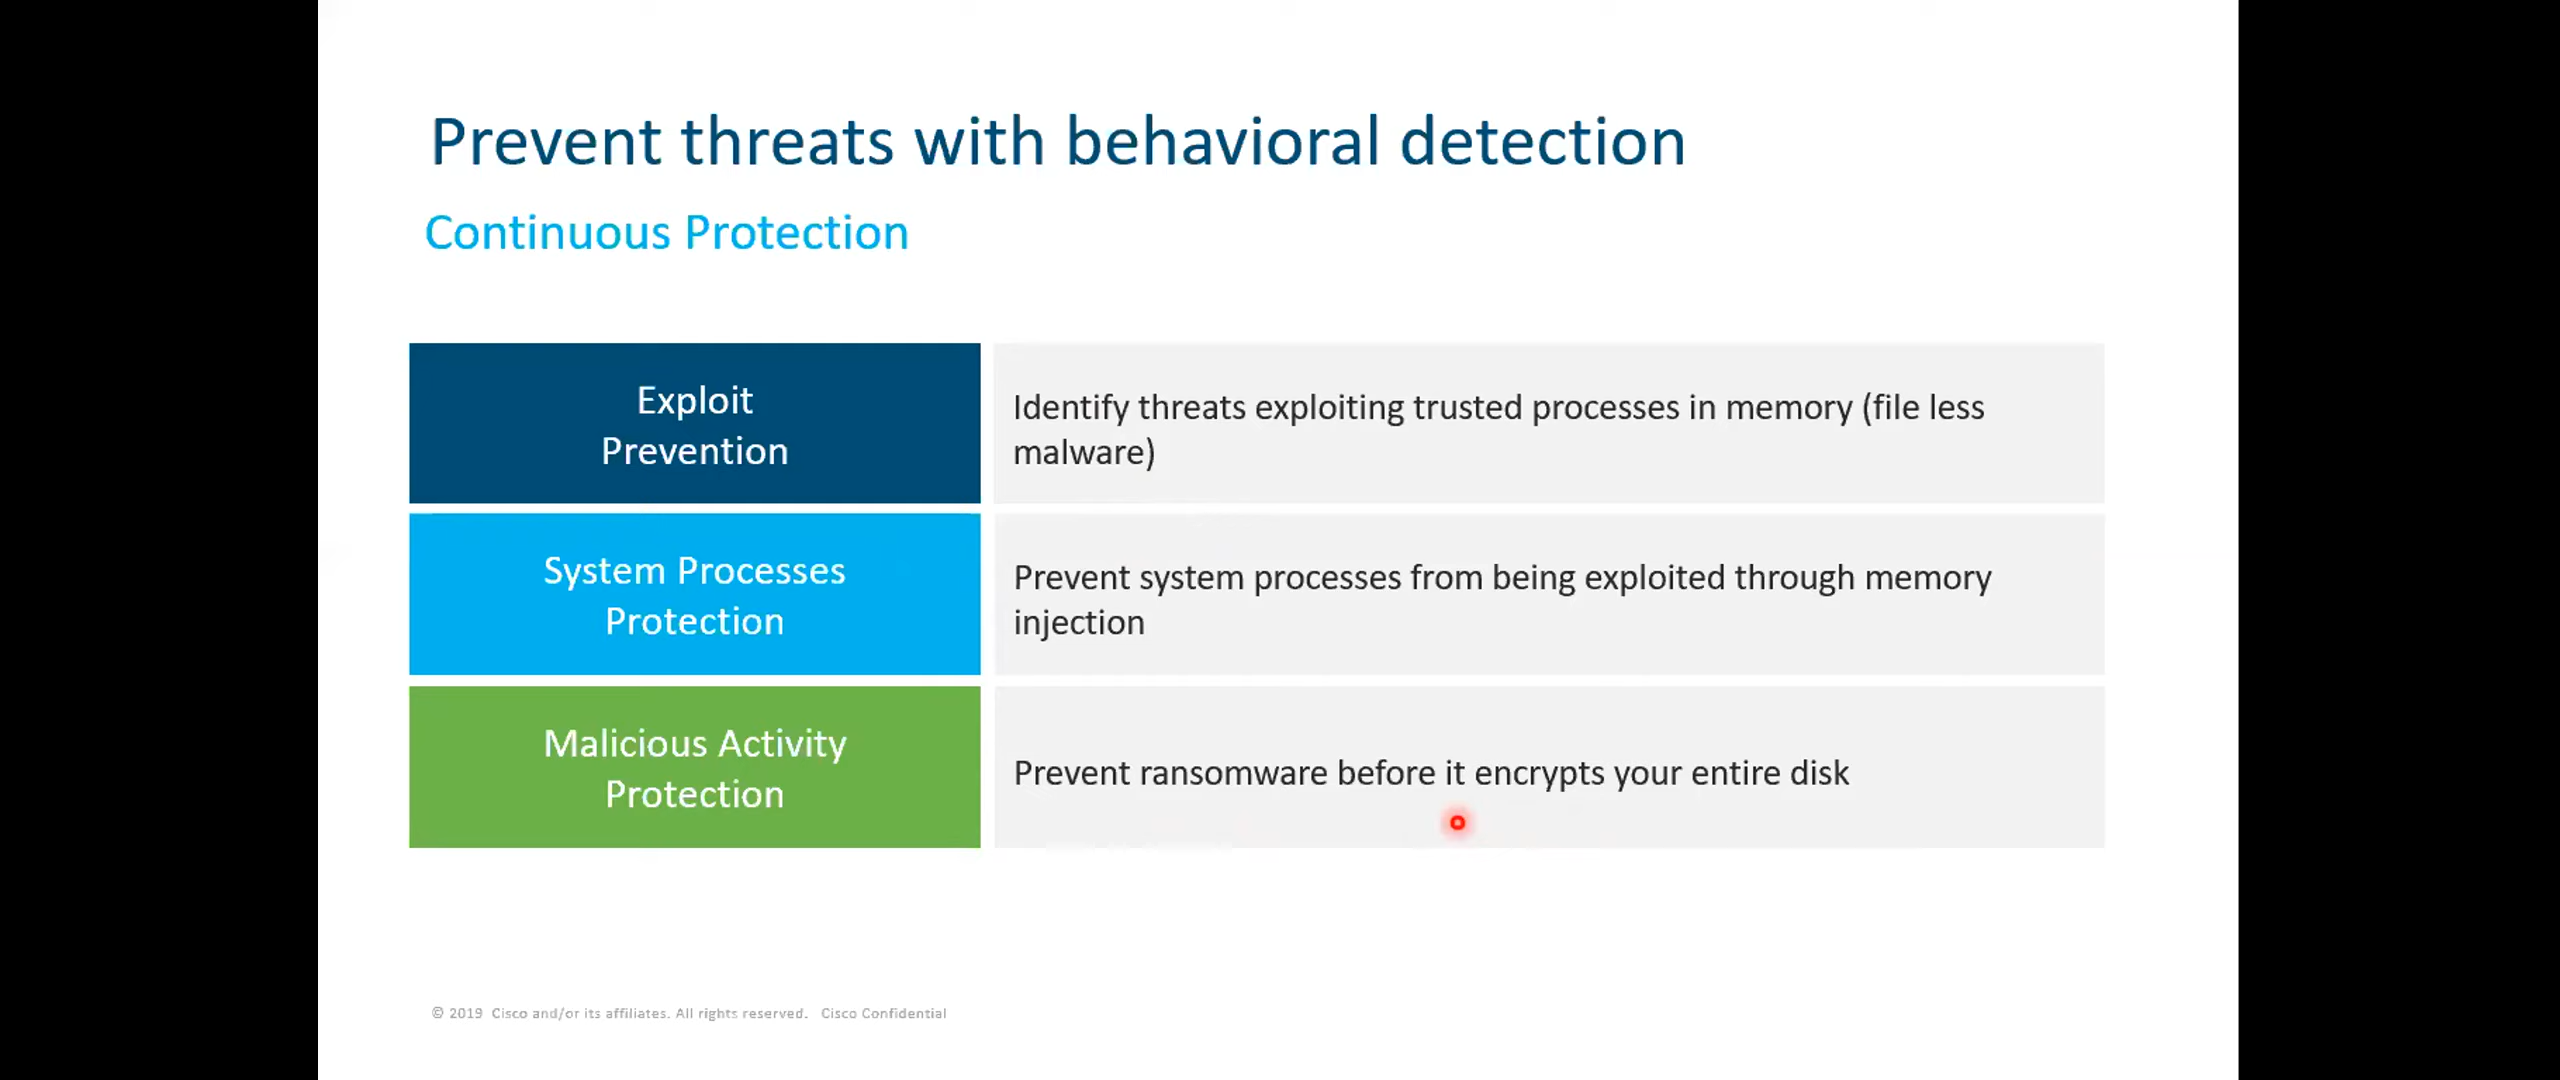 Prevent threats with behavioral detection
Continuous Protection
Exploit
Prevention
Identify threats exploiting trusted processes in memory (file less
malware)
System Processes
Protection
Prevent system processes from being exploited through memory
injection
Malicious Activity
Protection
Prevent ransomware before it encrypts your entire disk
© 2019 Cisco and/or its affiliates. All rights reserved. Cisco Confidential